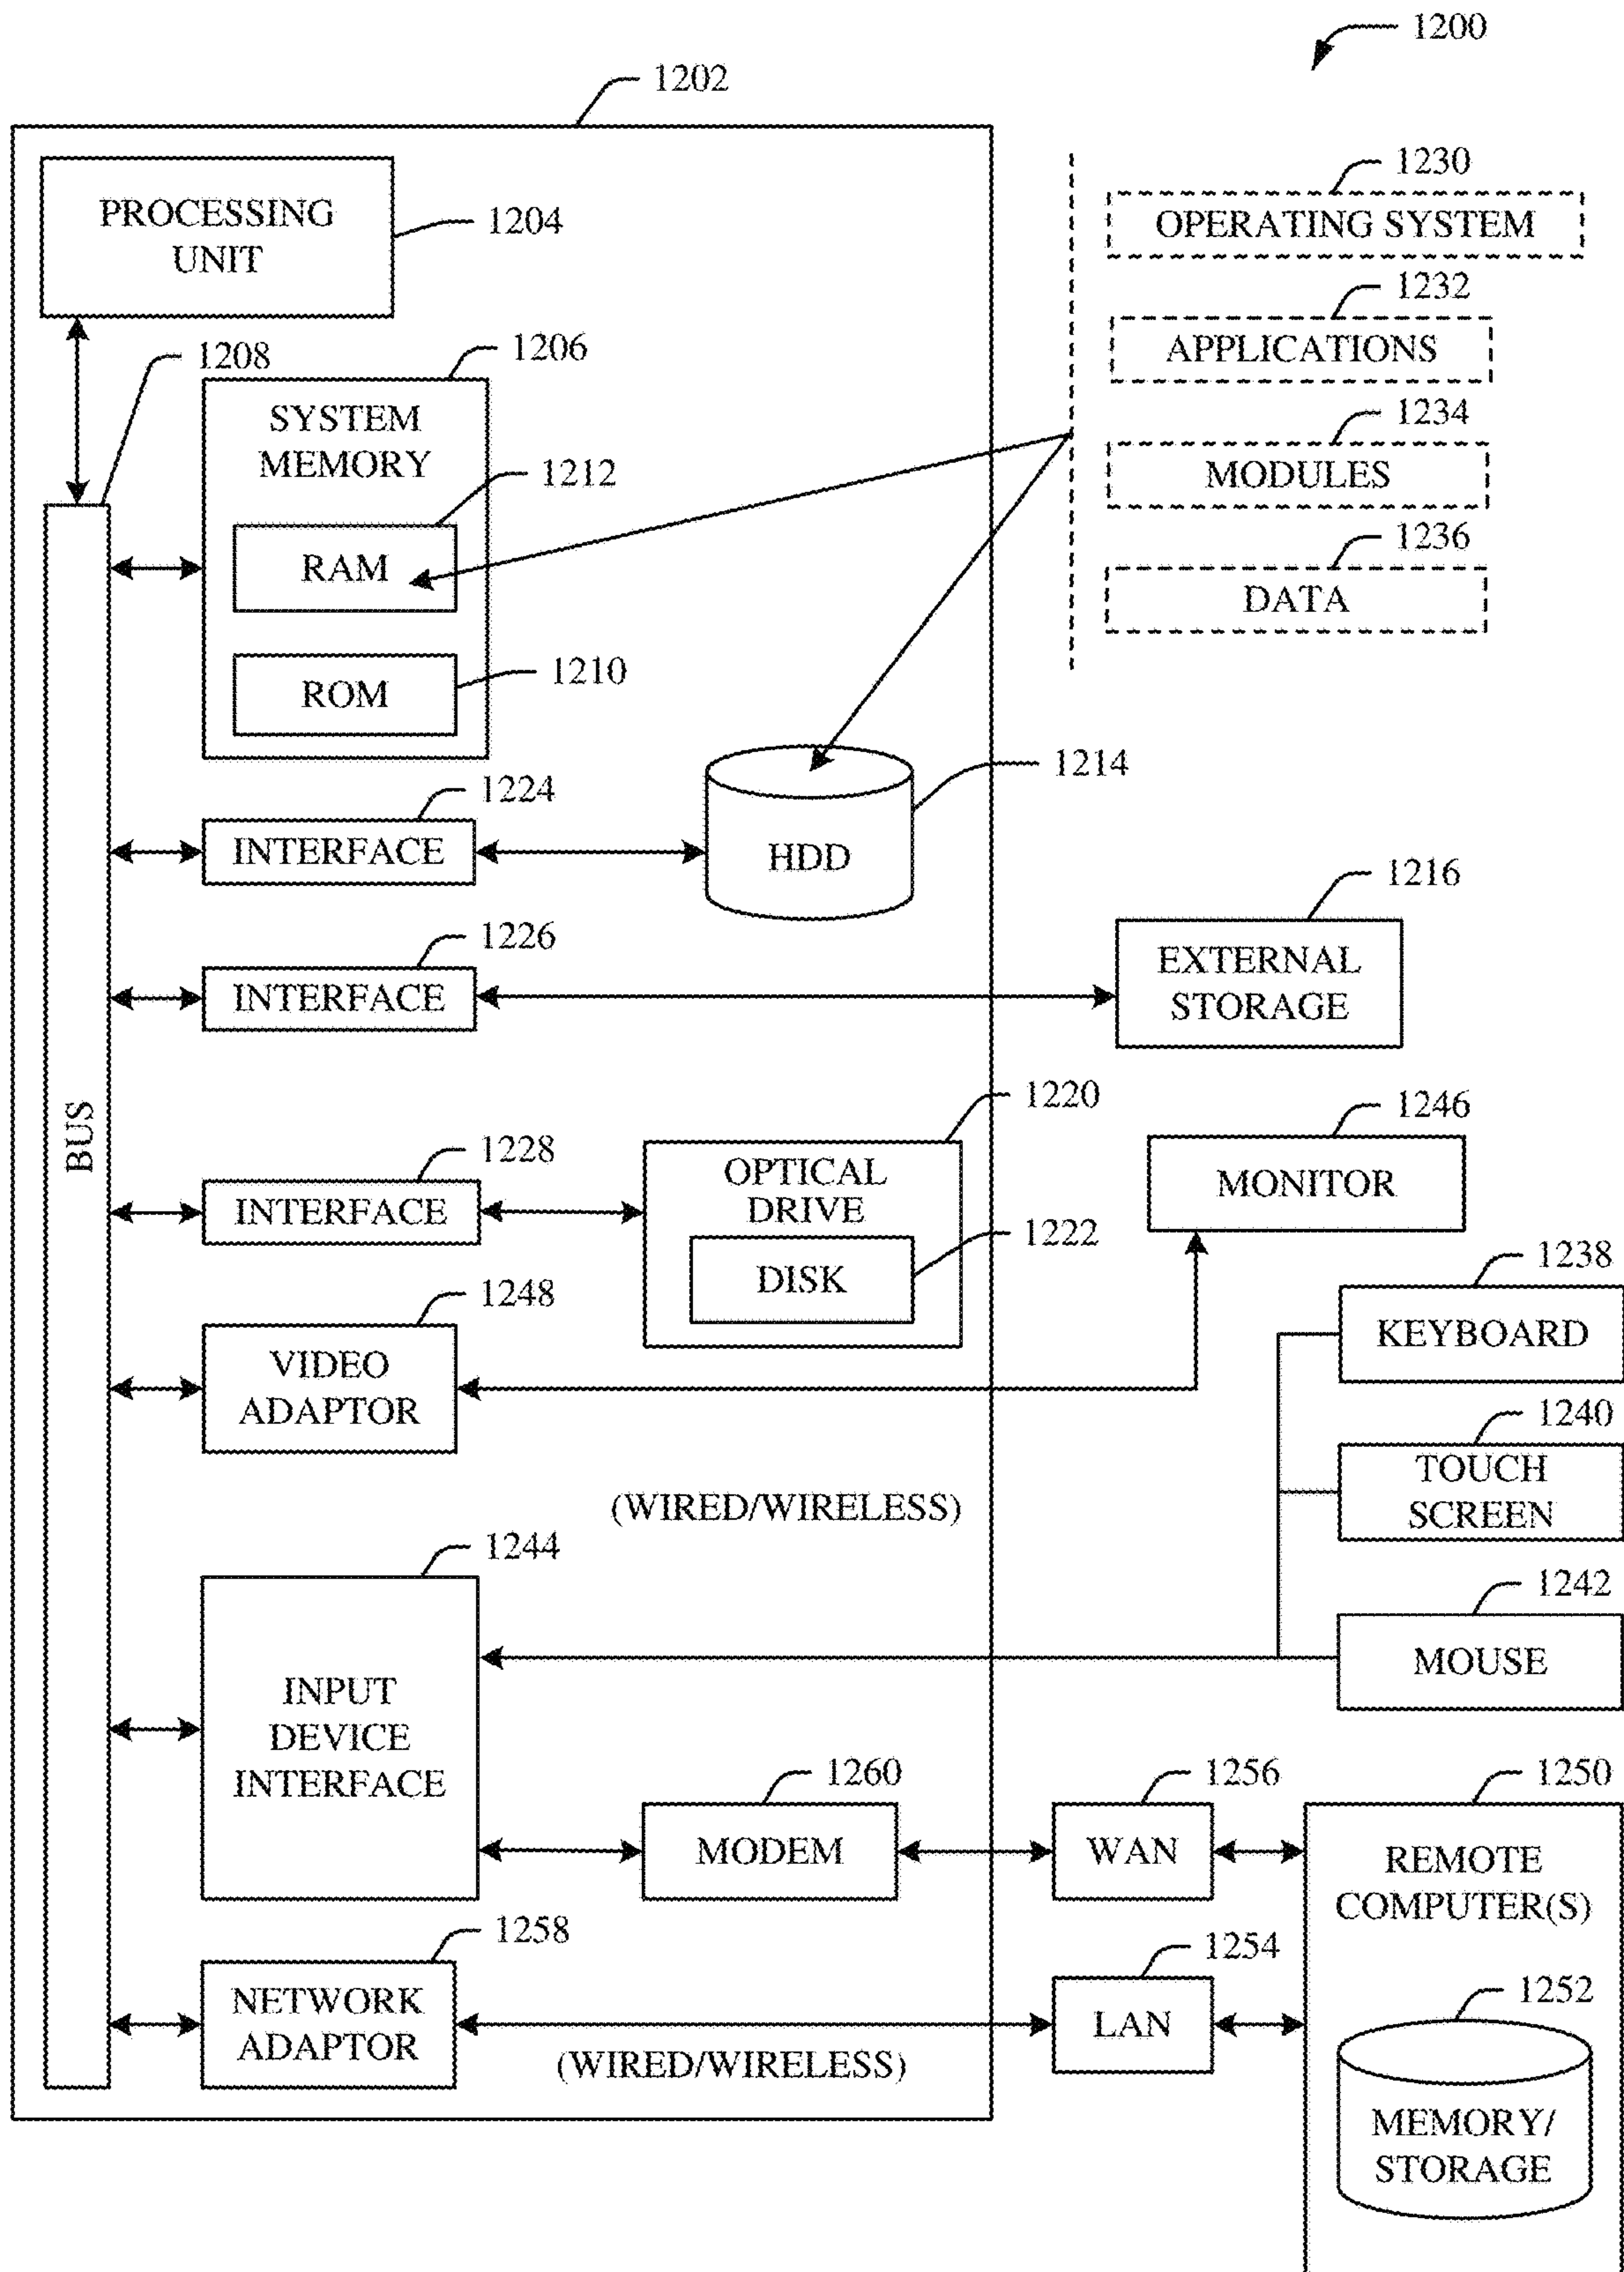 1200
1202
PROCESSING
UNIT
1204
1208
1206
SYSTEM
MEMORY
1212
RAM
ROM
1210
1230
OPERATING SYSTEM
1232
APPLICATIONS
1234
MODULES
1236
DATA
1224
INTERFACE
HDD
1214
1226
INTERFACE
1216
EXTERNAL
STORAGE
BUS
1228
INTERFACE
1220
OPTICAL
DRIVE
1222
DISK
1246
MONITOR
1248
VIDEO
ADAPTOR
1238
KEYBOARD
1240
TOUCH
SCREEN
(WIRED/WIRELESS)
1242
MOUSE
1244
INPUT
DEVICE
INTERFACE
1260
MODEM
1256
WAN
1250
REMOTE
COMPUTER(S)
1258
NETWORK
ADAPTOR
(WIRED/WIRELESS)
1254
LAN
1252
MEMORY/
STORAGE